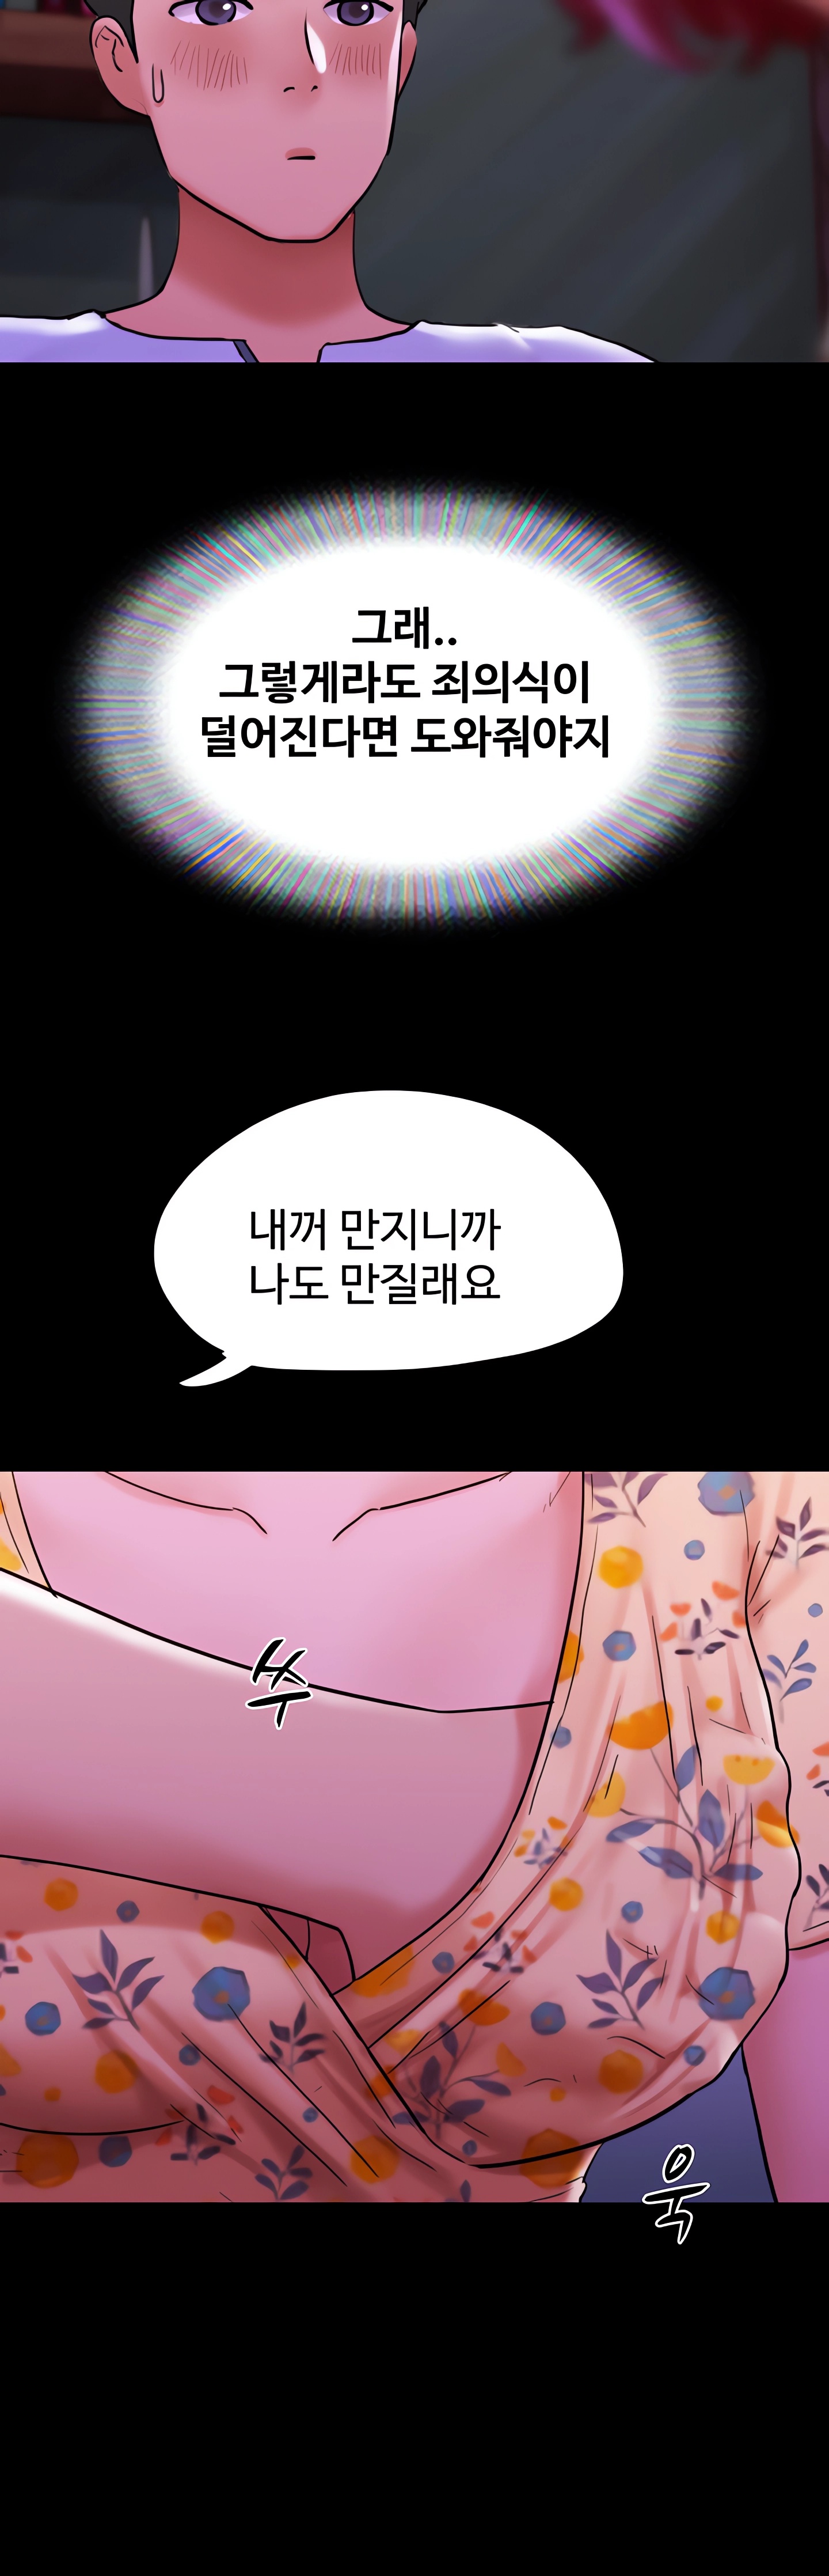 그래..
그렇게라도 죄의식이
덜어진다면 도와줘야지
내꺼 만지니까
나도 만질래요
쑤
욱